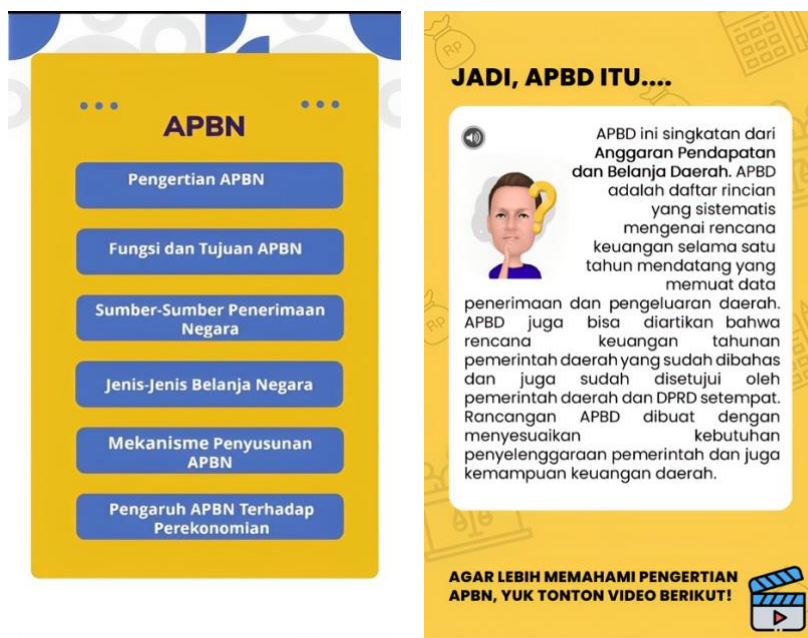 APBN
Pengertian APBN
Fungsi dan Tujuan APBN
Sumber-Sumber Penerimaan
Negara
Jenis-Jenis Belanja Negara
Mekanisme Penyusunan
APBN
Pengaruh APBN Terhadap
Perekonomian
RP
JADI, APBD ITU....
APBD ini singkatan dari
Anggaran Pendapatan
dan Belanja Daerah. APBD
adalah daftar rincian
yang sistematis
mengenai rencana
keuangan selama satu
tahun mendatang yang
memuat data
penerimaan dan pengeluaran daerah.
APBD juga bisa diartikan bahwa
rencana keuangan tahunan
pemerintah daerah yang sudah dibahas
dan juga sudah disetujui oleh
pemerintah daerah dan DPRD setempat.
Rancangan APBD dibuat dengan
menyesuaikan kebutuhan
penyelenggaraan pemerintah dan juga
kemampuan keuangan daerah.
RP
AGAR LEBIH MEMAHAMI PENGERTIAN
APBN, YUK TONTON VIDEO BERIKUT!